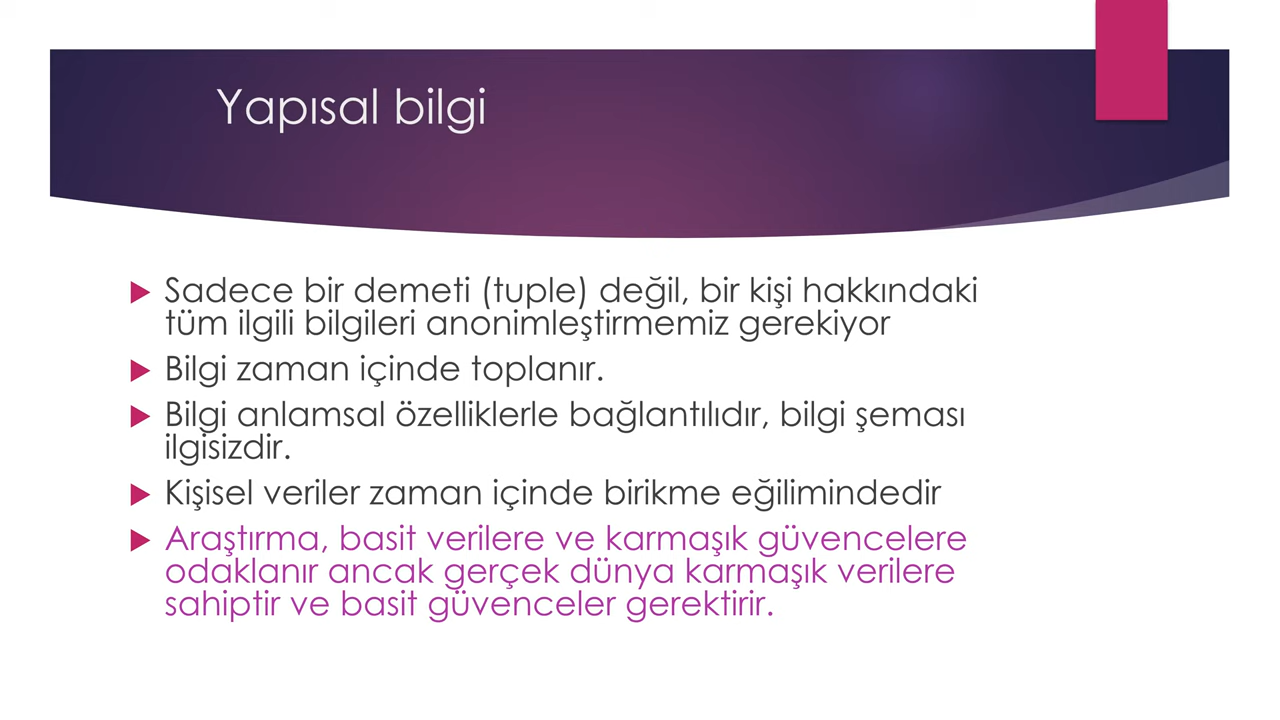 Yapısal bilgi
Sadece bir demeti (tuple) değil, bir kişi hakkındaki
tüm ilgili bilgileri anonimleştirmemiz gerekiyor
Bilgi zaman içinde toplanır.
Bilgi anlamsal özelliklerle bağlantılıdır, bilgi şeması
ilgisizdir.
Kişisel veriler zaman içinde birikme eğilimindedir
Araştırma, basit verilere ve karmaşık güvencelere
odaklanır ancak gerçek dünya karmaşık verilere
sahiptir ve basit güvenceler gerektirir.